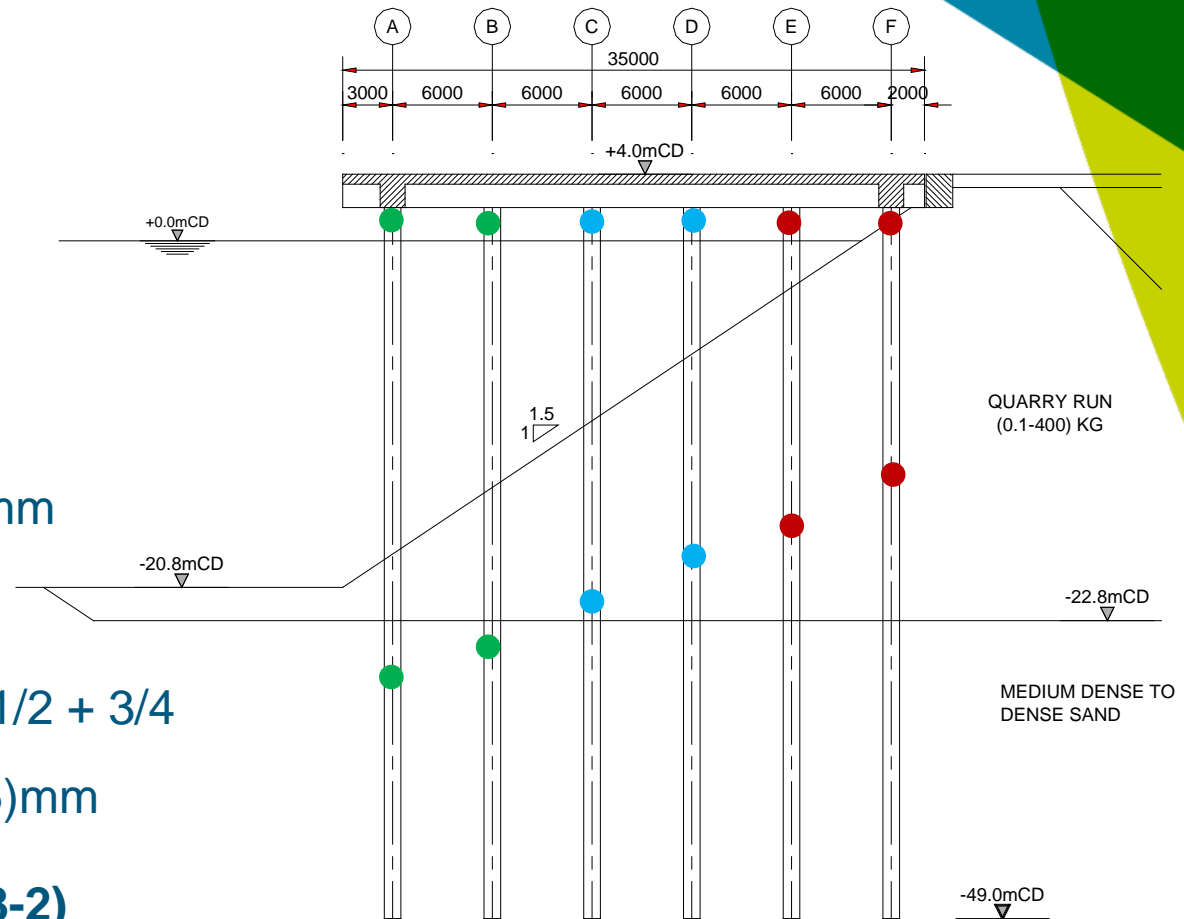 A B C D E F
35000
3000 6000 6000 6000 6000 6000 2000
+4.0mCD
+0.0mCD
1.5
1
QUARRY RUN
(0.1-400) KG
mm
-20.8mCD
-22.8mCD
1/2 + 3/4
MEDIUM DENSE TO
DENSE SAND
)mm
-2)
-49.0mCD